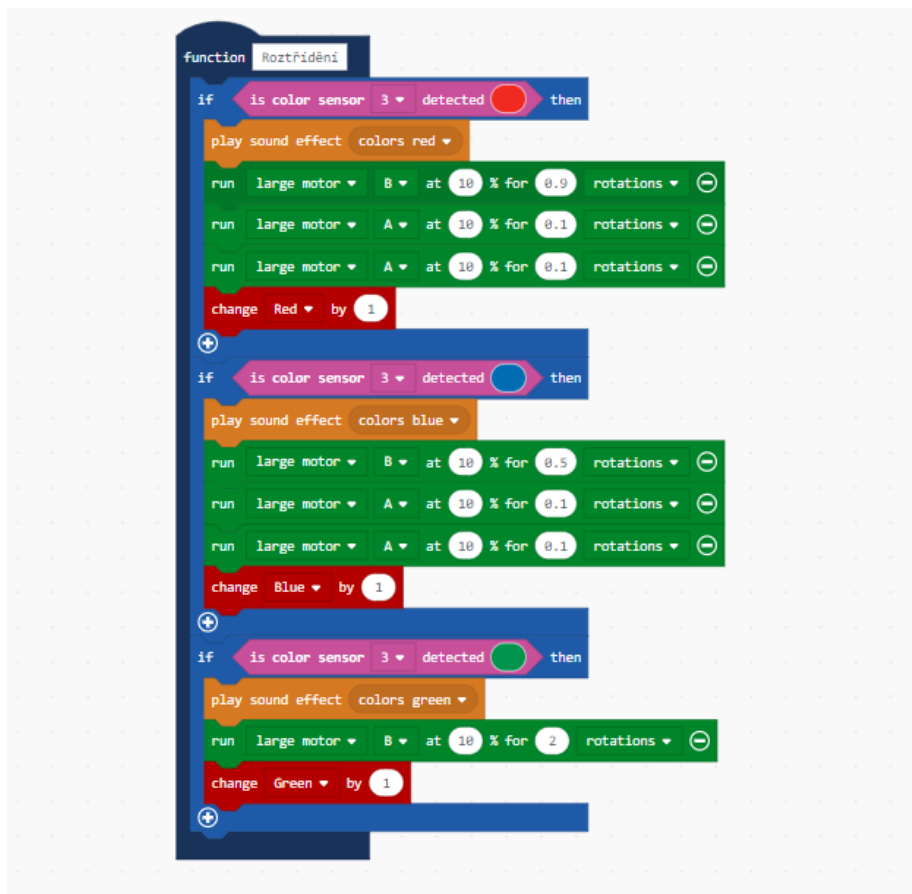 function Roztřídění
if is color sensor 3 detected then
play sound effect colors red
run large motor B at 10 % for 0.9 rotations
run large motor A at 10 % for 0.1 rotations
run large motor A at 10 % for 0.1 rotations
change Red by 1
if is color sensor 3 detected then
play sound effect colors blue
run large motor B at 10 % for 0.5 rotations
run large motor A at 10 % for 0.1 rotations
run large motor A at 10 % for 0.1 rotations
change Blue by 1
if is color sensor 3 detected then
play sound effect colors green
run large motor B at 10 % for 2 rotations
change Green by 1